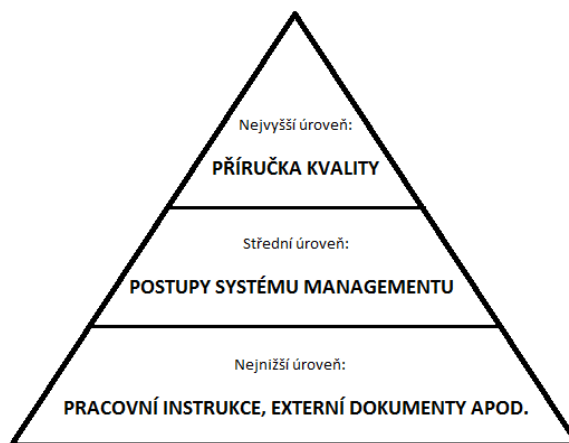 Nejvyšší úroveň:
PŘÍRUČKA KVALITY
Střední úroveň:
POSTUPY SYSTÉMU MANAGEMENTU
Nejnižší úroveň:
PRACOVNÍ INSTRUKCE, EXTERNÍ DOKUMENTY APOD.